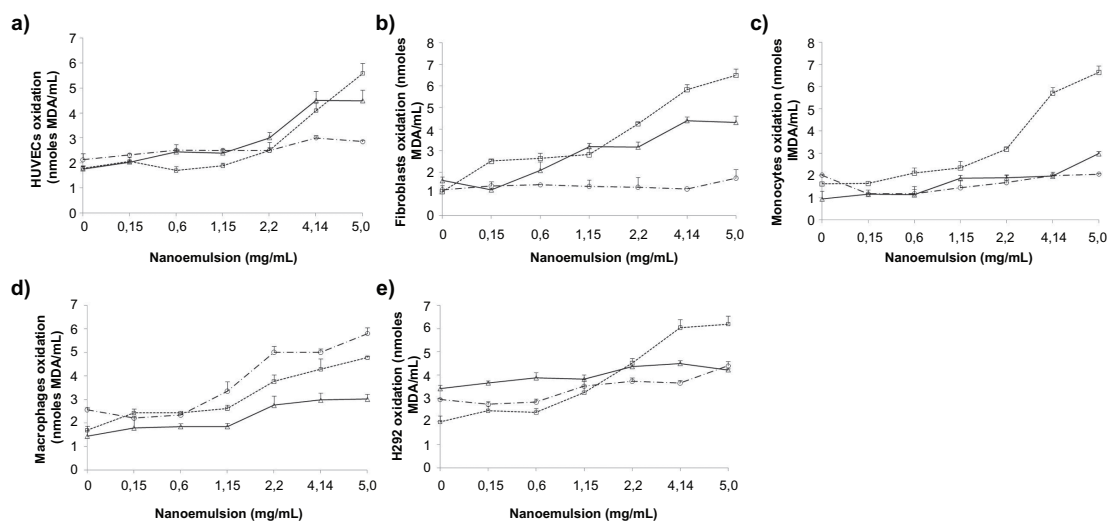 a)
HUVECs oxidation
(nmoles MDA/mL)
7
6
5
4
3
2
1
0
0 0,15 0,6 1,15 2,2 4,14 5,0
Nanoemulsion (mg/mL)
b)
Fibroblasts oxidation (nmoles
MDA/mL)
8
7
6
5
4
3
2
1
0
0 0,15 0,6 1,15 2,2 4,14 5,0
Nanoemulsion (mg/mL)
c)
Monocytes oxidation (nmoles
lMDA/mL)
8
7
6
5
4
3
2
1
0
0 0,15 0,6 1,15 2,2 4,14 5,0
Nanoemulsion (mg/mL)
d)
Macrophages oxidation
(nmoles MDA/mL)
7
6
5
4
3
2
1
0
0 0,15 0,6 1,15 2,2 4,14 5,0
Nanoemulsion (mg/mL)
e)
H292 oxidation (nmoles
MDA/mL)
7
6
5
4
3
2
1
0
0 0,15 0,6 1,15 2,2 4,14 5,0
Nanoemulsion (mg/mL)